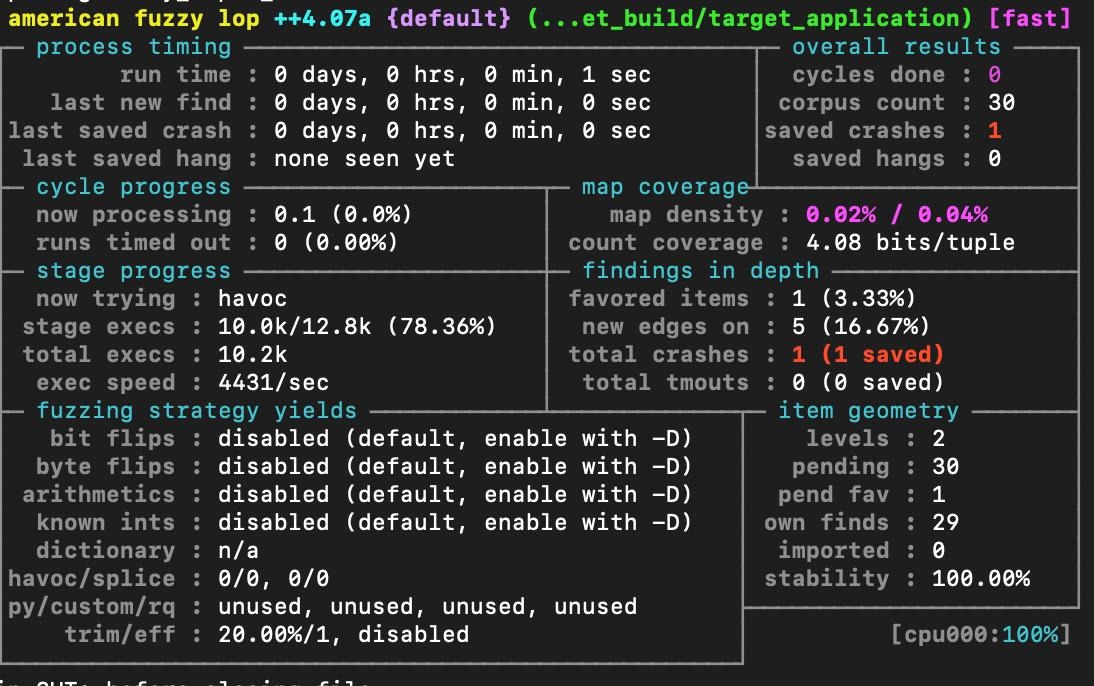 american fuzzy lop ++4.07a {default} (...et_build/target_application) [fast]
process timing
overall results
run time : 0 days, 0 hrs, 0 min, 1 sec
cycles done : 0
last new find : 0 days, 0 hrs, 0 min, 0 sec
corpus count : 30
last saved crash : 0 days, 0 hrs, 0 min, 0 sec
saved crashes : 1
last saved hang : none seen yet
saved hangs : 0
cycle progress
map coverage
now processing : 0.1 (0.0%)
map density : 0.02% / 0.04%
runs timed out : 0 (0.00%)
count coverage : 4.08 bits/tuple
stage progress
findings in depth
now trying : havoc
favored items : 1 (3.33%)
stage execs : 10.0k/12.8k (78.36%)
new edges on : 5 (16.67%)
total execs : 10.2k
total crashes : 1 (1 saved)
exec speed : 4431/sec
total tmouts : 0 (0 saved)
fuzzing strategy yields
item geometry
bit flips : disabled (default, enable with -D)
levels : 2
byte flips : disabled (default, enable with -D)
pending : 30
arithmetics : disabled (default, enable with -D)
pend fav : 1
known ints : disabled (default, enable with -D)
own finds : 29
dictionary : n/a
imported : 0
havoc/splice : 0/0, 0/0
stability : 100.00%
py/custom/rq : unused, unused, unused, unused
trim/eff : 20.00%/1, disabled
[cpu000:100%]